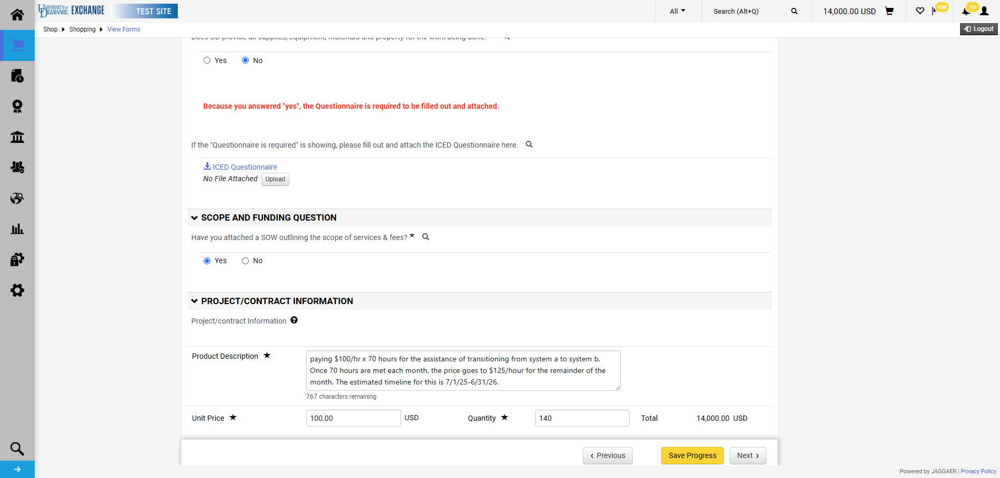 UNIVERSITY OF DELAWARE EXCHANGE TEST SITE
All Search (Alt+Q) 14,000.00 USD 126 12
Shop Shopping View Forms Logout
Does UD provide all supplies, equipment, materials and property for the work being done?
Yes No
Because you answered "yes", the Questionnaire is required to be filled out and attached.
If the "Questionnaire is required" is showing, please fill out and attach the ICED Questionnaire here.
ICED Questionnaire
No File Attached Upload
SCOPE AND FUNDING QUESTION
Have you attached a SOW outlining the scope of services & fees? ★
Yes No
PROJECT/CONTRACT INFORMATION
Project/contract Information ?
Product Description ★
paying $100/hr x 70 hours for the assistance of transitioning from system a to system b.
Once 70 hours are met each month, the price goes to $125/hour for the remainder of the
month. The estimated timeline for this is 7/1/25-6/31/26.
767 characters remaining
Unit Price ★ 100.00 USD Quantity ★ 140 Total 14,000.00 USD
‹ Previous Save Progress Next ›
Powered by JAGGAER | Privacy Policy